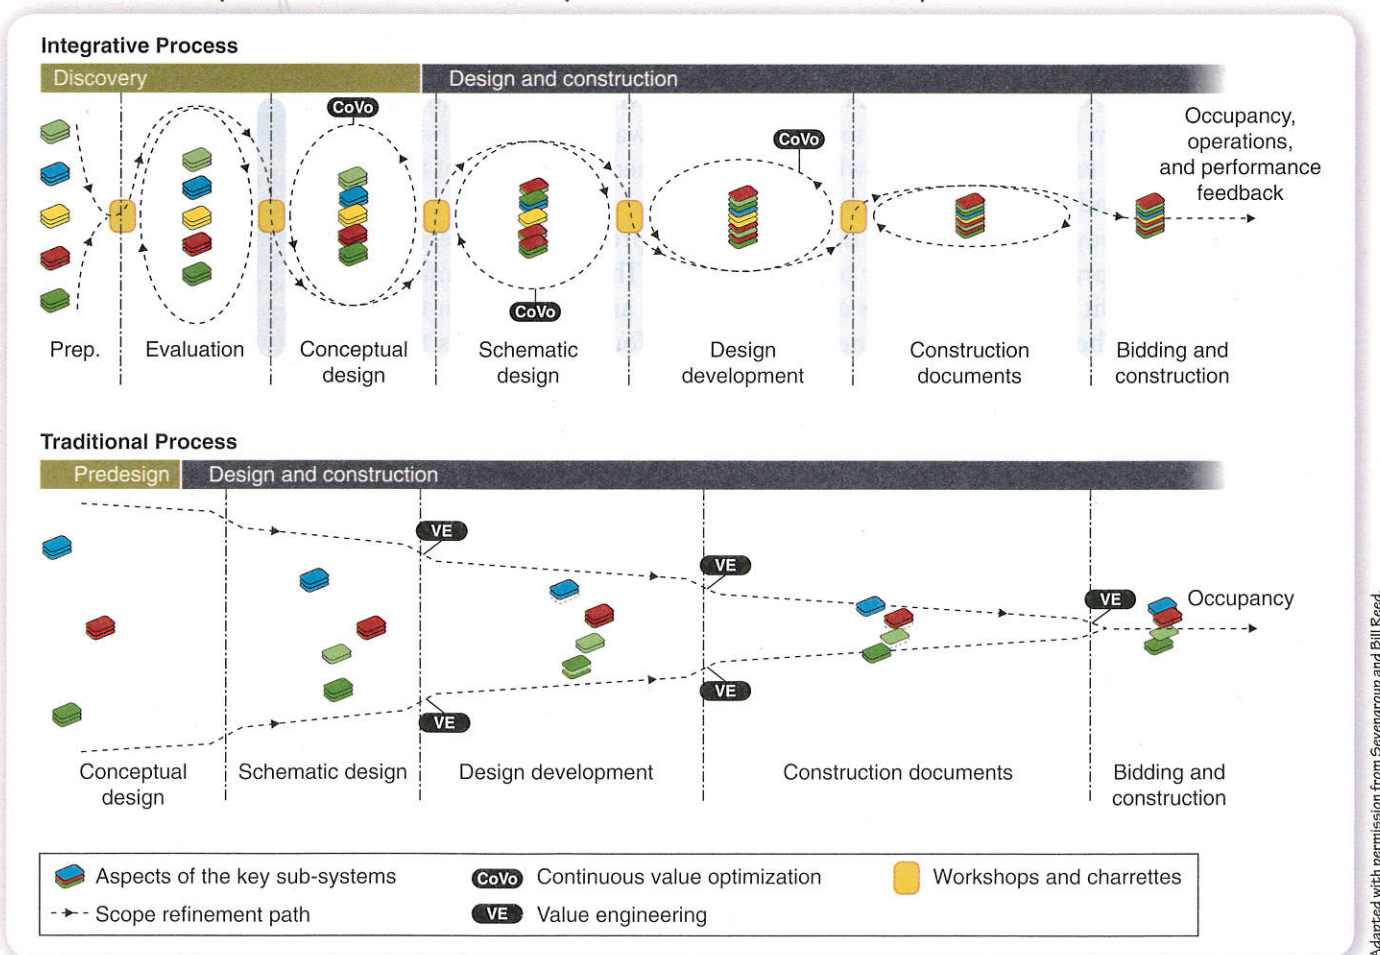 Integrative Process
Discovery
Design and construction
CoVo
CoVo
CoVo
Occupancy,
operations,
and performance
feedback
Prep.
Evaluation
Conceptual
design
Schematic
design
Design
development
Construction
documents
Bidding and
construction
Traditional Process
Predesign
Design and construction
VE
VE
VE
Occupancy
VE
VE
Conceptual
design
Schematic design
Design development
Construction documents
Bidding and
construction
Aspects of the key sub-systems
CoVo Continuous value optimization
Workshops and charrettes
Scope refinement path
VE Value engineering
Adapted with permission from Sevengroup and Bill Reed.